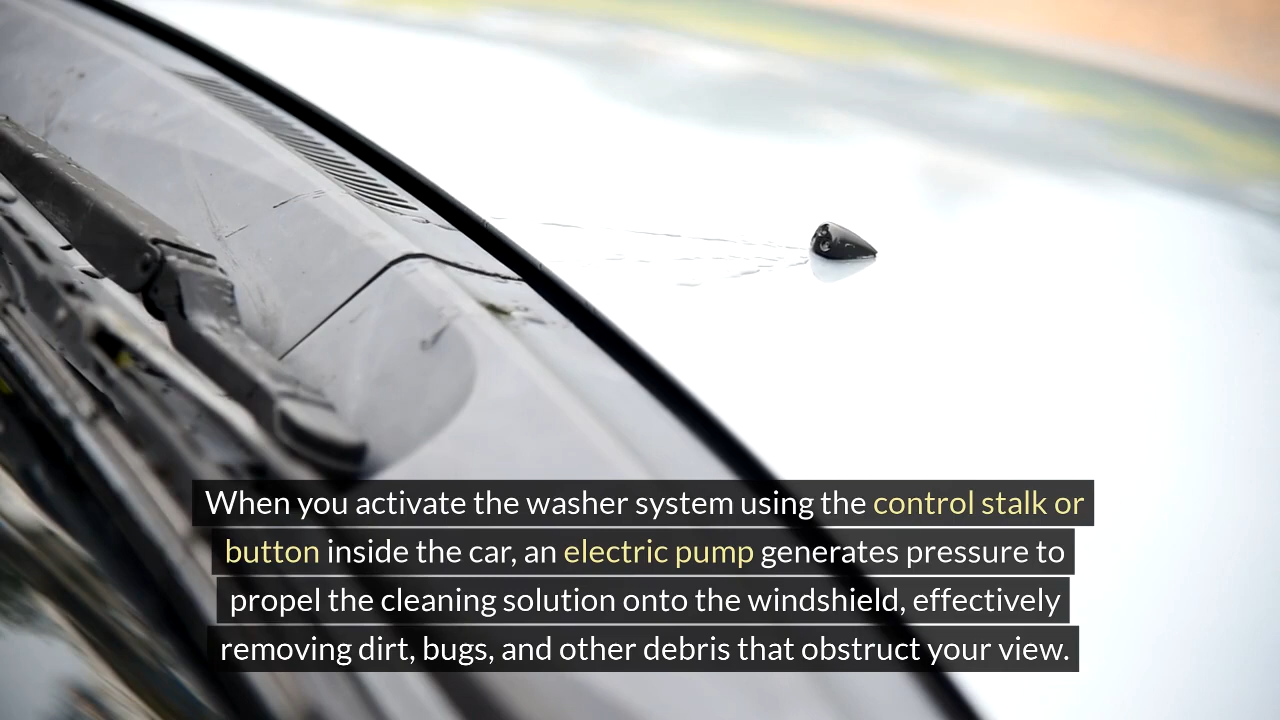 When you activate the washer system using the control stalk or
button inside the car, an electric pump generates pressure to
propel the cleaning solution onto the windshield, effectively
removing dirt, bugs, and other debris that obstruct your view.